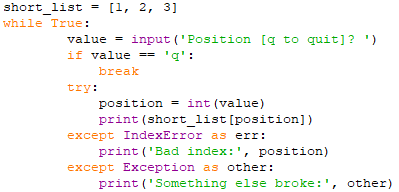 short_list = [1, 2, 3]
while True:
        value = input('Position [q to quit]? ')
        if value == 'q':
            break
        try:
            position = int(value)
            print(short_list[position])
        except IndexError as err:
            print('Bad index:', position)
        except Exception as other:
            print('Something else broke:', other)